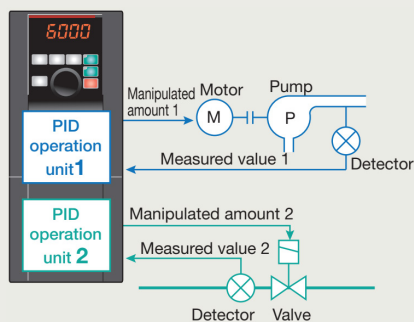 6000
PID
operation
unit1
Manipulated
amount 1
Motor
M
Pump
P
Measured value 1
Detector
PID
operation
unit 2
Manipulated amount 2
Measured value 2
Detector
Valve